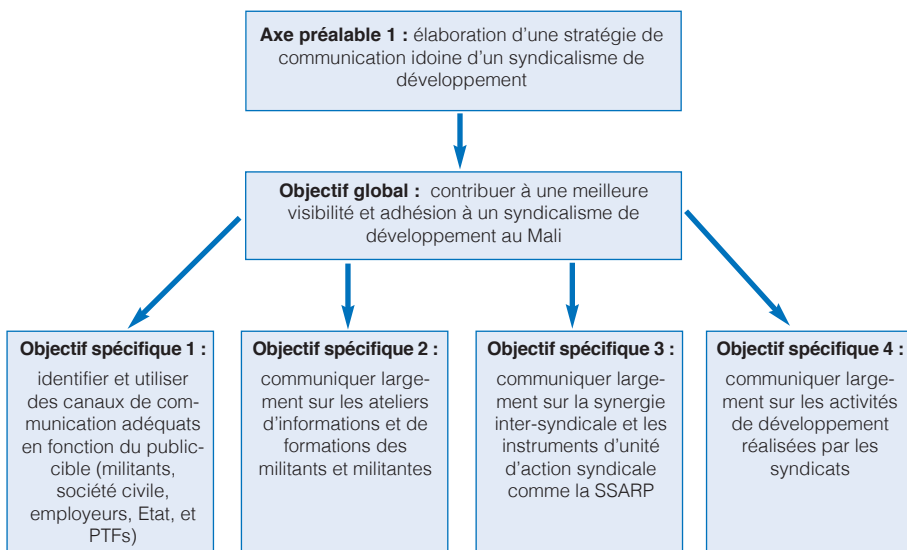 Axe préalable 1 : élaboration d'une stratégie de
communication idoine d'un syndicalisme de
développement
Objectif global : contribuer à une meilleure
visibilité et adhésion à un syndicalisme de
développement au Mali
Objectif spécifique 1 :
identifier et utiliser
des canaux de com-
munication adéquats
en fonction du public-
cible (militants,
société civile,
employeurs, Etat, et
PTFs)
Objectif spécifique 2 :
communiquer large-
ment sur les ateliers
d'informations et de
formations des
militants et militantes
Objectif spécifique 3 :
communiquer large-
ment sur la synergie
inter-syndicale et les
instruments d'unité
d'action syndicale
comme la SSARP
Objectif spécifique 4 :
communiquer large-
ment sur les activités
de développement
réalisées par les
syndicats